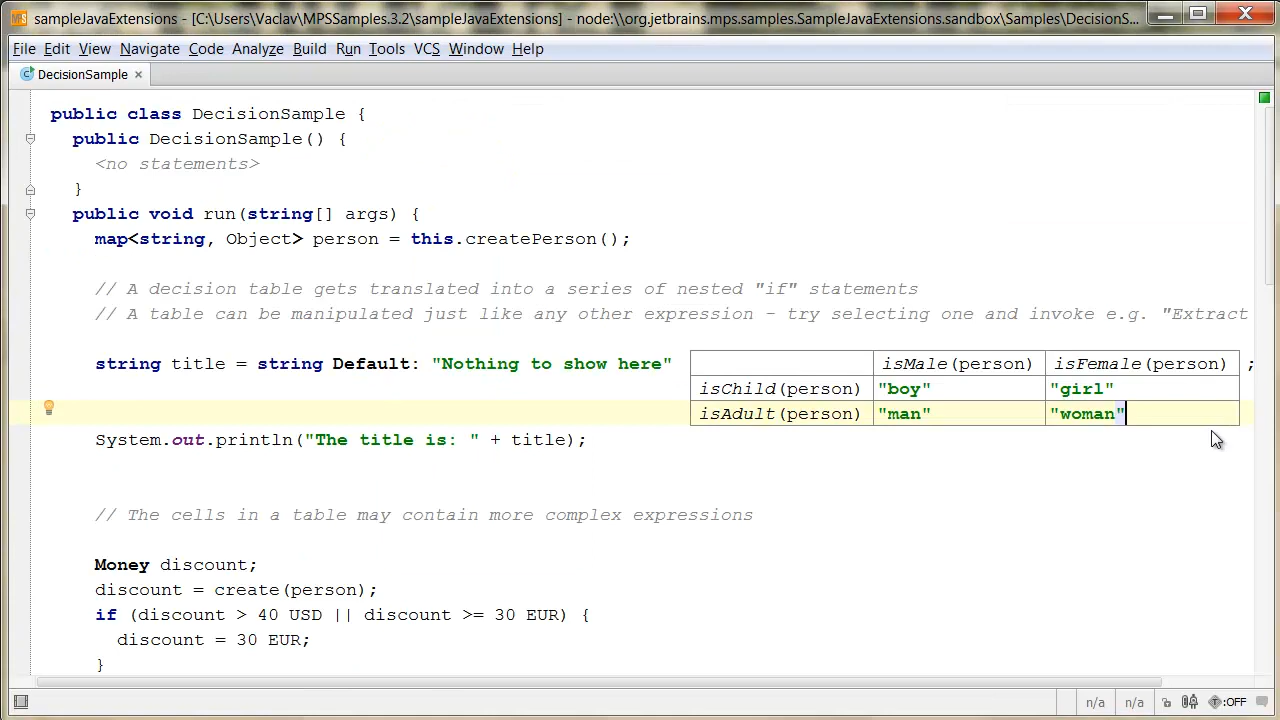 sampleJavaExtensions - [C:\Users\Vaclav\MPSSamples.3.2\sampleJavaExtensions] - node:\\org.jetbrains.mps.samples.SampleJavaExtensions.sandbox\Samples\DecisionS...
File Edit View Navigate Code Analyze Build Run Tools VCS Window Help
DecisionSample
public class DecisionSample {
public DecisionSample() {
<no statements>
}
public void run(string[] args) {
map<string, Object> person = this.createPerson();
// A decision table gets translated into a series of nested "if" statements
// A table can be manipulated just like any other expression - try selecting one and invoke e.g. "Extract
string title = string Default: "Nothing to show here" isMale(person) isFemale(person) ;
isChild(person) "boy" "girl"
isAdult(person) "man" "woman"
System.out.println("The title is: " + title);
// The cells in a table may contain more complex expressions
Money discount;
discount = create(person);
if (discount > 40 USD || discount >= 30 EUR) {
discount = 30 EUR;
}
n/a n/a :OFF